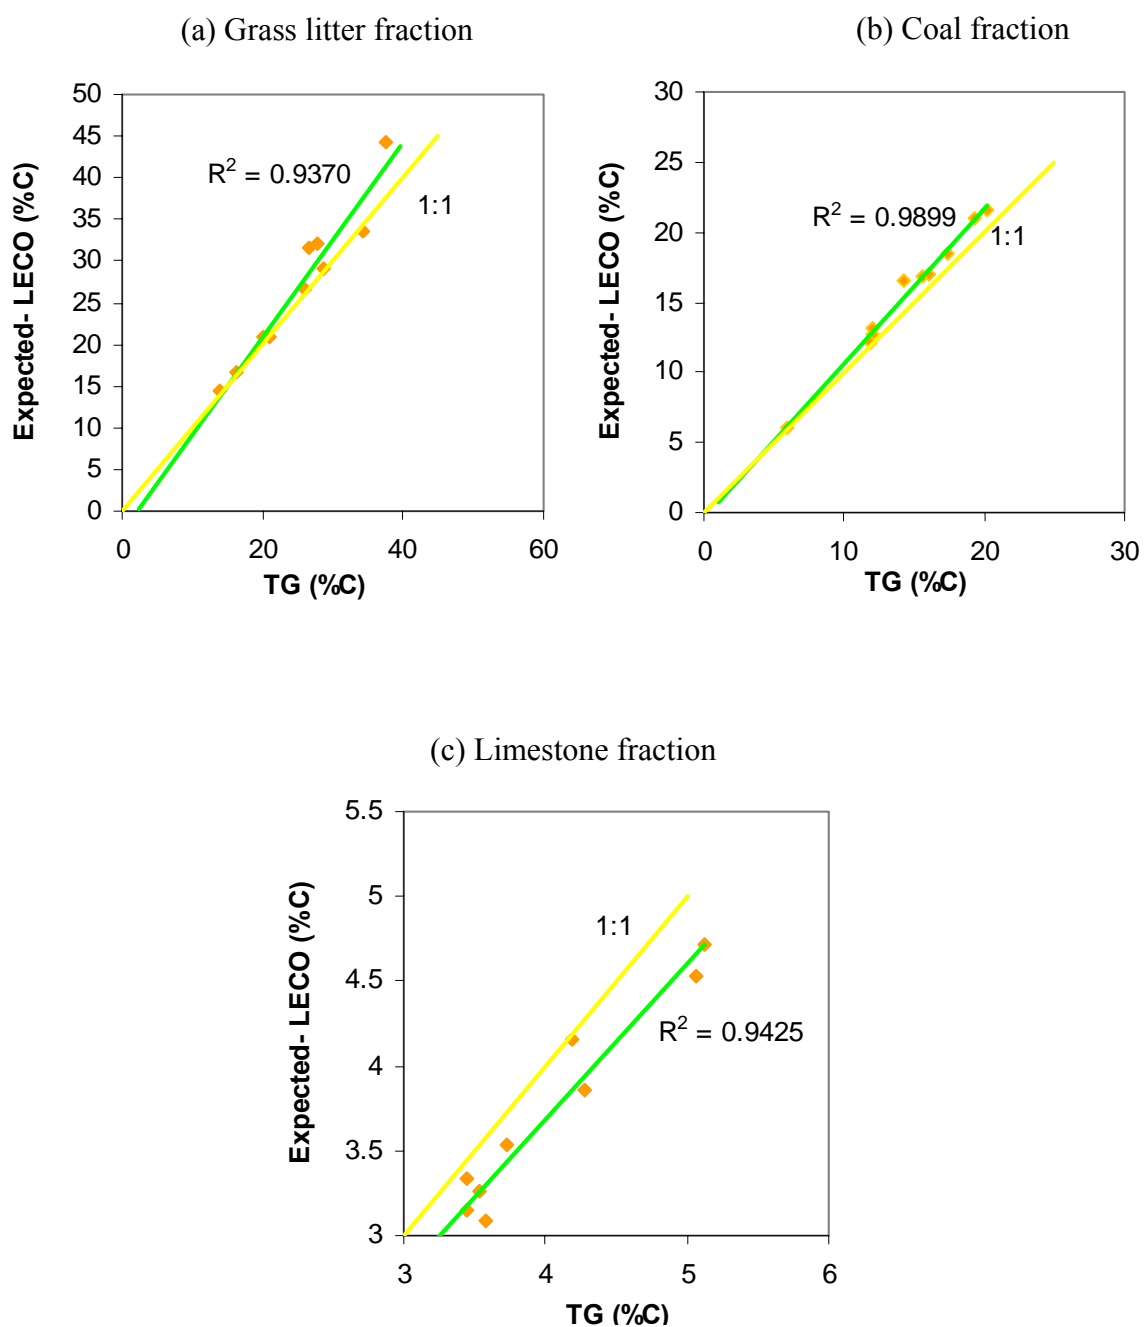 (a) Grass litter fraction
50
45
40
35
30
25
20
15
10
5
0
0 20 40 60
Expected- LECO (%C)
TG (%C)
R² = 0.9370
1:1
(b) Coal fraction
30
25
20
15
10
5
0
0 10 20 30
Expected- LECO (%C)
TG (%C)
R² = 0.9899
1:1
(c) Limestone fraction
5.5
5
4.5
4
3.5
3
3 4 5 6
Expected- LECO (%C)
TG (%C)
1:1
R² = 0.9425